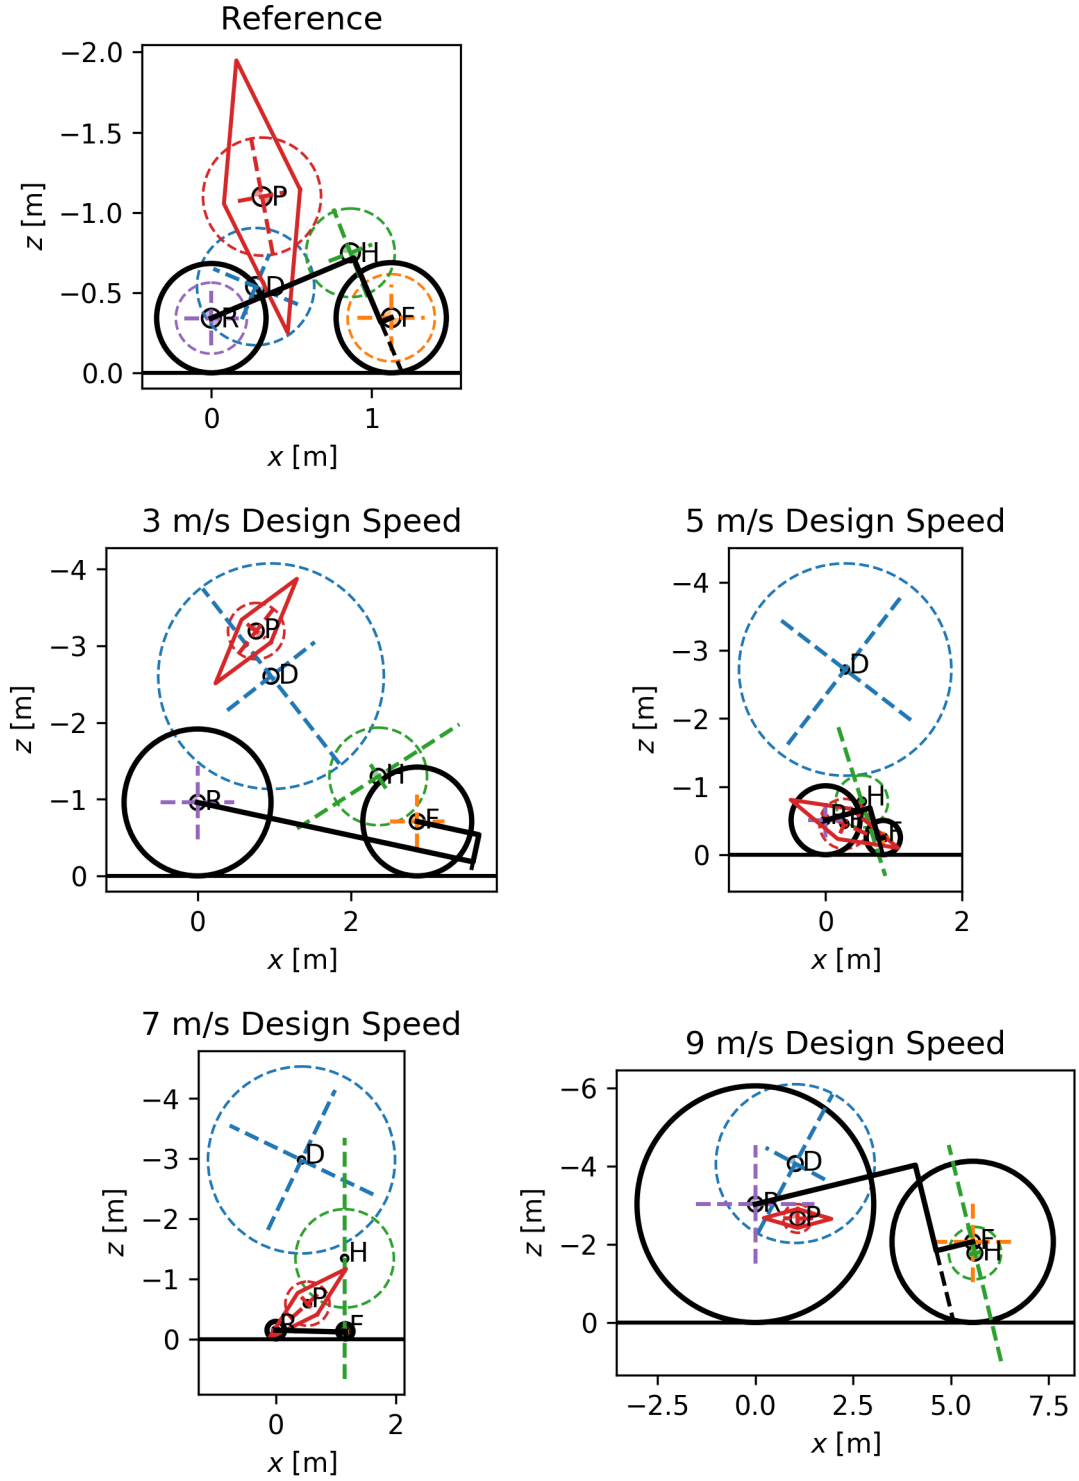 Reference
−2.0
−1.5
−1.0
−0.5
0.0
z [m]
P
H
D
R
F
0 1
x [m]
3 m/s Design Speed
−4
−3
−2
−1
0
z [m]
P
D
H
R
F
0 2
x [m]
5 m/s Design Speed
−4
−3
−2
−1
0
z [m]
D
H
R
P
F
0 2
x [m]
7 m/s Design Speed
−4
−3
−2
−1
0
z [m]
D
H
P
R
F
0 2
x [m]
9 m/s Design Speed
−6
−4
−2
0
z [m]
D
R
P
F
H
−2.5 0.0 2.5 5.0 7.5
x [m]